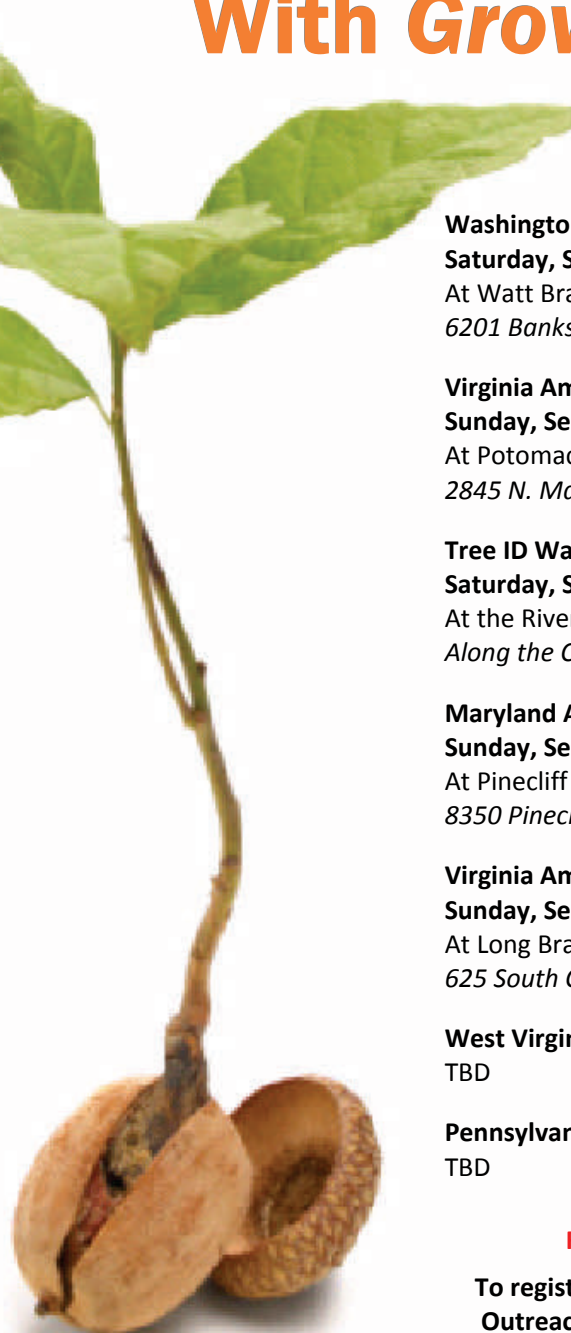 With Grow
Washingto
Saturday, S
At Watt Bra
6201 Banks
Virginia Am
Sunday, Se
At Potomac
2845 N. Ma
Tree ID Wa
Saturday, S
At the River
Along the C
Maryland A
Sunday, Se
At Pinecliff
8350 Pinecl
Virginia Am
Sunday, Se
At Long Bra
625 South C
West Virgin
TBD
Pennsylvan
TBD
To regist
Outreac